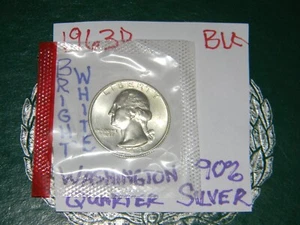 1963D BU
BRIGHT
WHITE
LIBERTY
WASHINGTON 90%
QUARTER SILVER